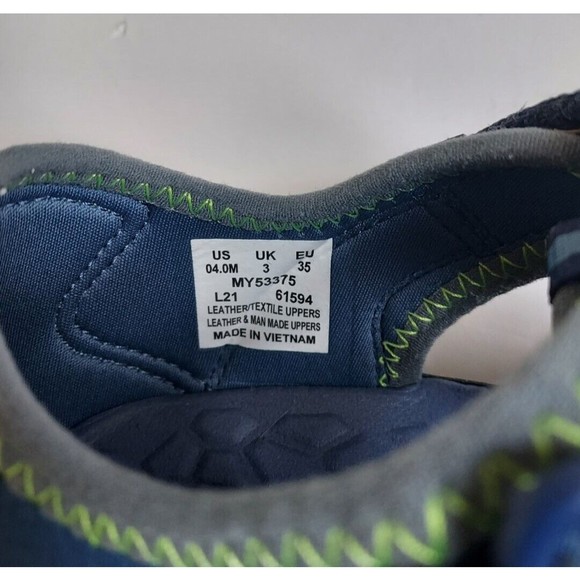 US UK EU
04.0M 3 35
MY53375
L21 61594
LEATHER/TEXTILE UPPERS
LEATHER & MAN MADE UPPERS
MADE IN VIETNAM